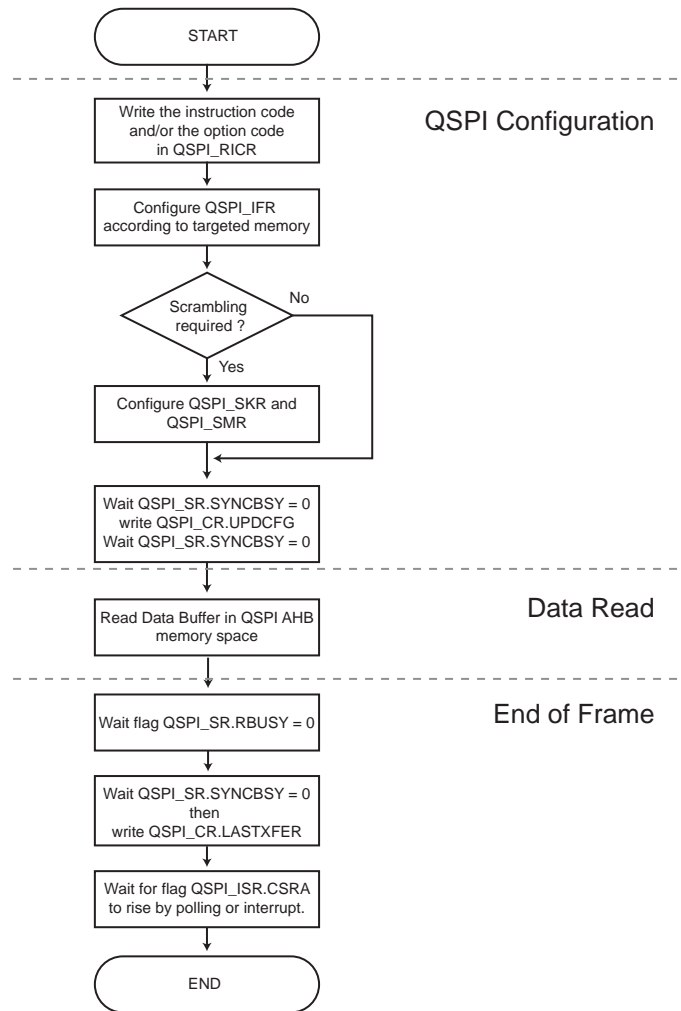 START
QSPI Configuration
Write the instruction code
and/or the option code
in QSPI_RICR
Configure QSPI_IFR
according to targeted memory
Scrambling
required ?
No
Yes
Configure QSPI_SKR and
QSPI_SMR
Wait QSPI_SR.SYNCBSY = 0
write QSPI_CR.UPDCFG
Wait QSPI_SR.SYNCBSY = 0
Data Read
Read Data Buffer in QSPI AHB
memory space
End of Frame
Wait flag QSPI_SR.RBUSY = 0
Wait QSPI_SR.SYNCBSY = 0
then
write QSPI_CR.LASTXFER
Wait for flag QSPI_ISR.CSRA
to rise by polling or interrupt.
END